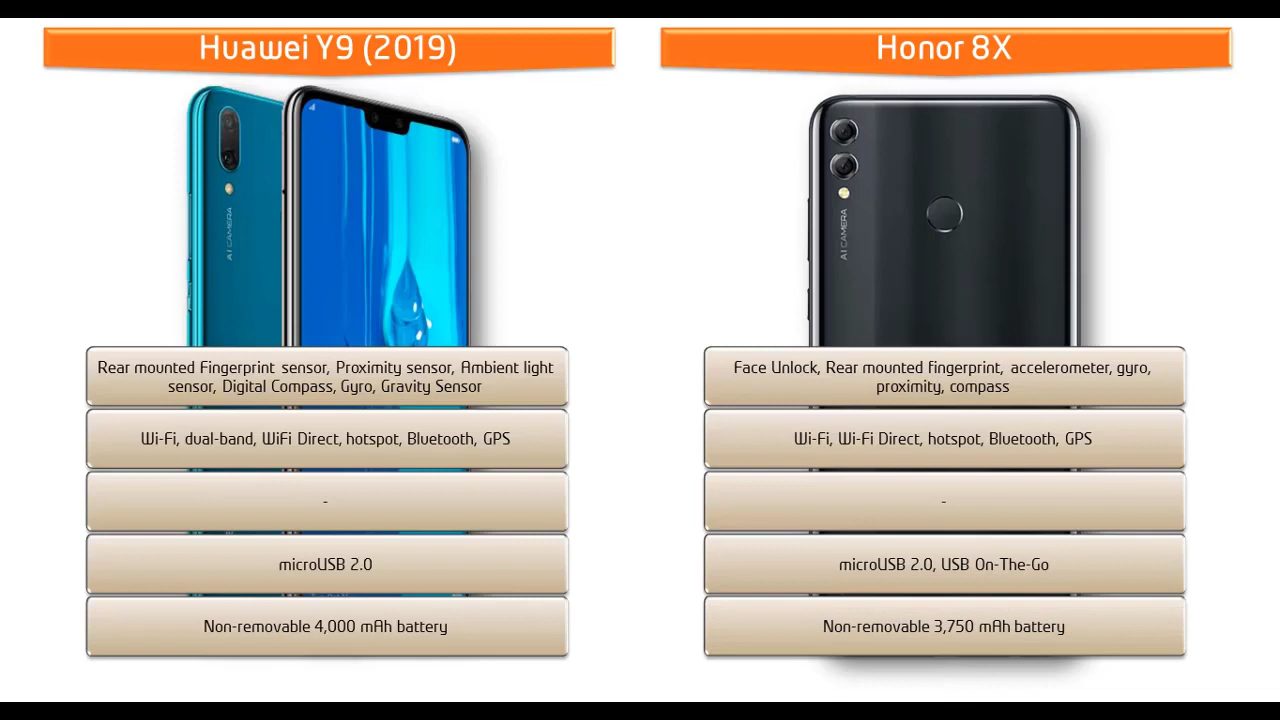 Huawei Y9 (2019)
AI CAMERA
Rear mounted Fingerprint sensor, Proximity sensor, Ambient light
sensor, Digital Compass, Gyro, Gravity Sensor
Wi-Fi, dual-band, WiFi Direct, hotspot, Bluetooth, GPS
-
microUSB 2.0
Non-removable 4,000 mAh battery
Honor 8X
AI CAMERA
Face Unlock, Rear mounted fingerprint, accelerometer, gyro,
proximity, compass
Wi-Fi, Wi-Fi Direct, hotspot, Bluetooth, GPS
-
microUSB 2.0, USB On-The-Go
Non-removable 3,750 mAh battery